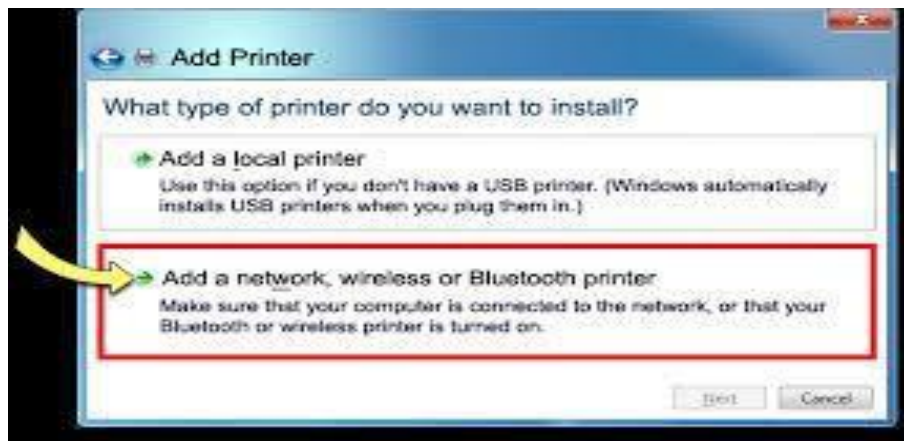 Add Printer
What type of printer do you want to install?
Add a local printer
Use this option if you don't have a USB printer. (Windows automatically
installs USB printers when you plug them in.)
Add a network, wireless or Bluetooth printer
Make sure that your computer is connected to the network, or that your
Bluetooth or wireless printer is turned on.
Next
Cancel